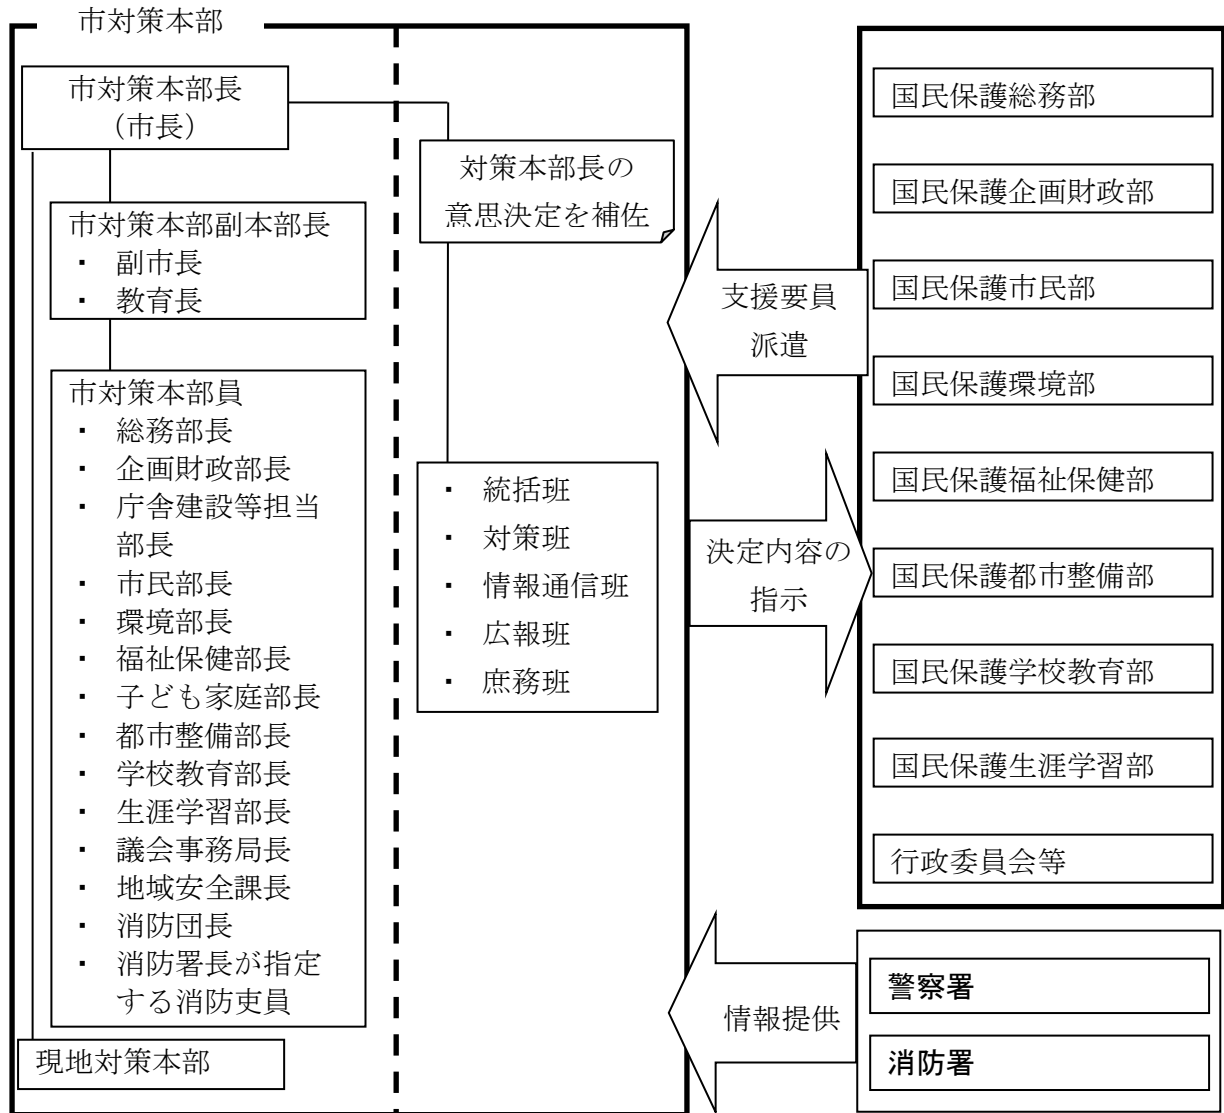 市対策本部
市対策本部長
（市長）
市対策本部副本部長
・ 副市長
・ 教育長
市対策本部員
・ 総務部長
・ 企画財政部長
・ 庁舎建設等担当
部長
・ 市民部長
・ 環境部長
・ 福祉保健部長
・ 子ども家庭部長
・ 都市整備部長
・ 学校教育部長
・ 生涯学習部長
・ 議会事務局長
・ 地域安全課長
・ 消防団長
・ 消防署長が指定
する消防吏員
現地対策本部
対策本部長の
意思決定を補佐
・ 統括班
・ 対策班
・ 情報通信班
・ 広報班
・ 庶務班
支援要員
派遣
決定内容の
指示
情報提供
国民保護総務部
国民保護企画財政部
国民保護市民部
国民保護環境部
国民保護福祉保健部
国民保護都市整備部
国民保護学校教育部
国民保護生涯学習部
行政委員会等
警察署
消防署